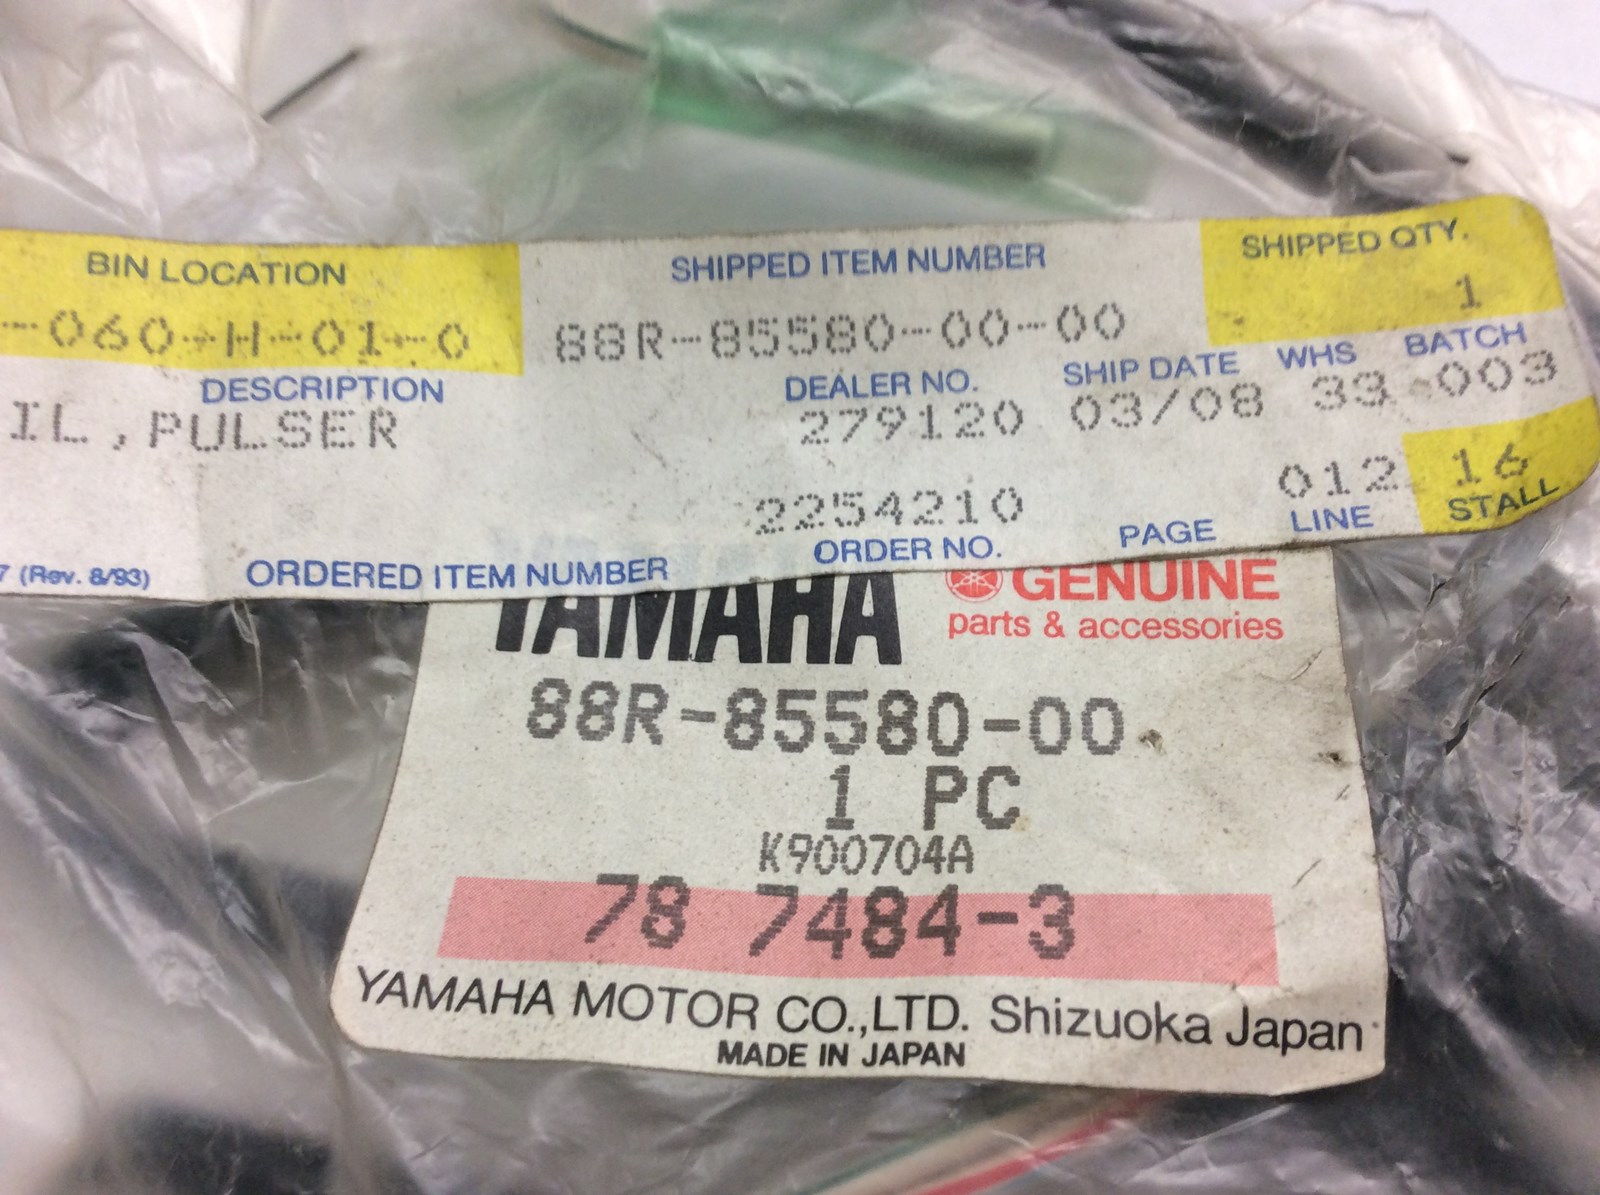 BIN LOCATION SHIPPED ITEM NUMBER SHIPPED QTY.
-060-H-01-0 88R-85580-00-00 1
DESCRIPTION DEALER NO. SHIP DATE WHS BATCH
IL,PULSER 279120 03/08 33 003
2254210 012 16
7 (Rev. 8/93) ORDERED ITEM NUMBER ORDER NO. PAGE LINE STALL
YAMAHA GENUINE
parts & accessories
88R-85580-00
1 PC
K900704A
78 7484-3
YAMAHA MOTOR CO.,LTD. Shizuoka Japan
MADE IN JAPAN